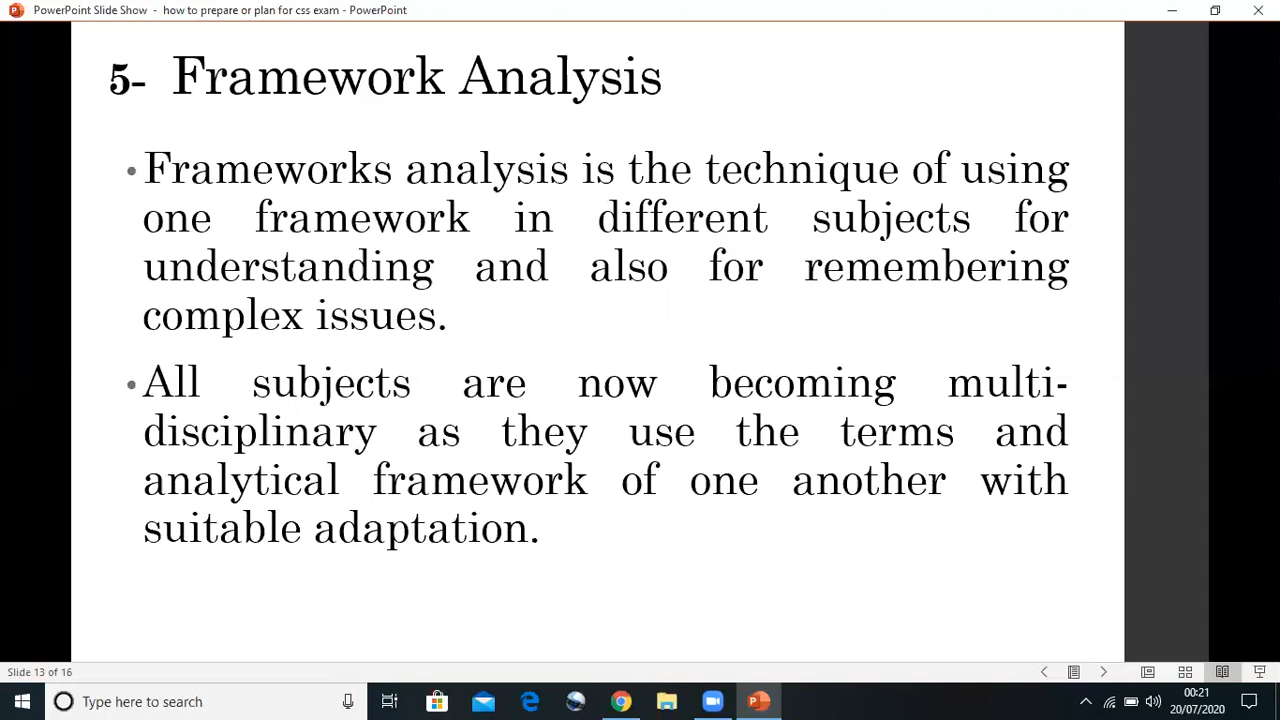 PowerPoint Slide Show - how to prepare or plan for css exam - PowerPoint
5- Framework Analysis
• Frameworks analysis is the technique of using
one framework in different subjects for
understanding and also for remembering
complex issues.
• All subjects are now becoming multi-
disciplinary as they use the terms and
analytical framework of one another with
suitable adaptation.
Slide 13 of 16
Type here to search
00:21
20/07/2020